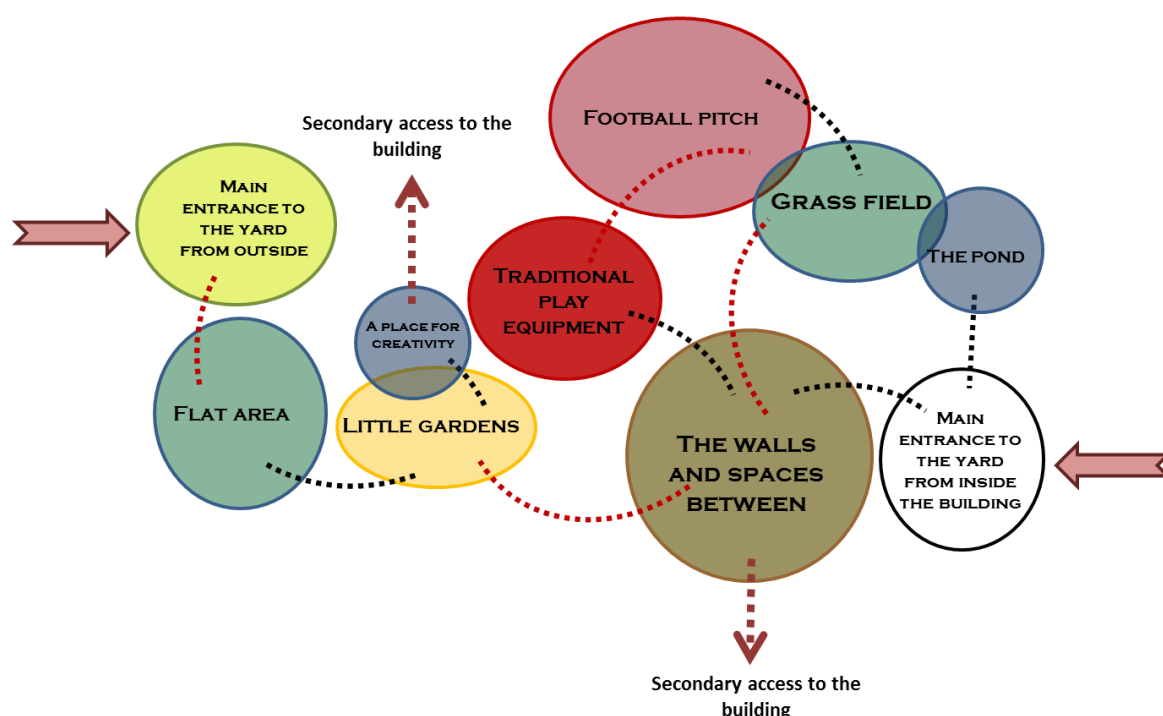 Football pitch
Secondary access to the
building
Main
entrance to
the yard
from outside
Grass field
The pond
Traditional
play
equipment
A place for
creativity
Flat area
Little gardens
The walls
and spaces
between
Main
entrance to
the yard
from inside
the building
Secondary access to the
building